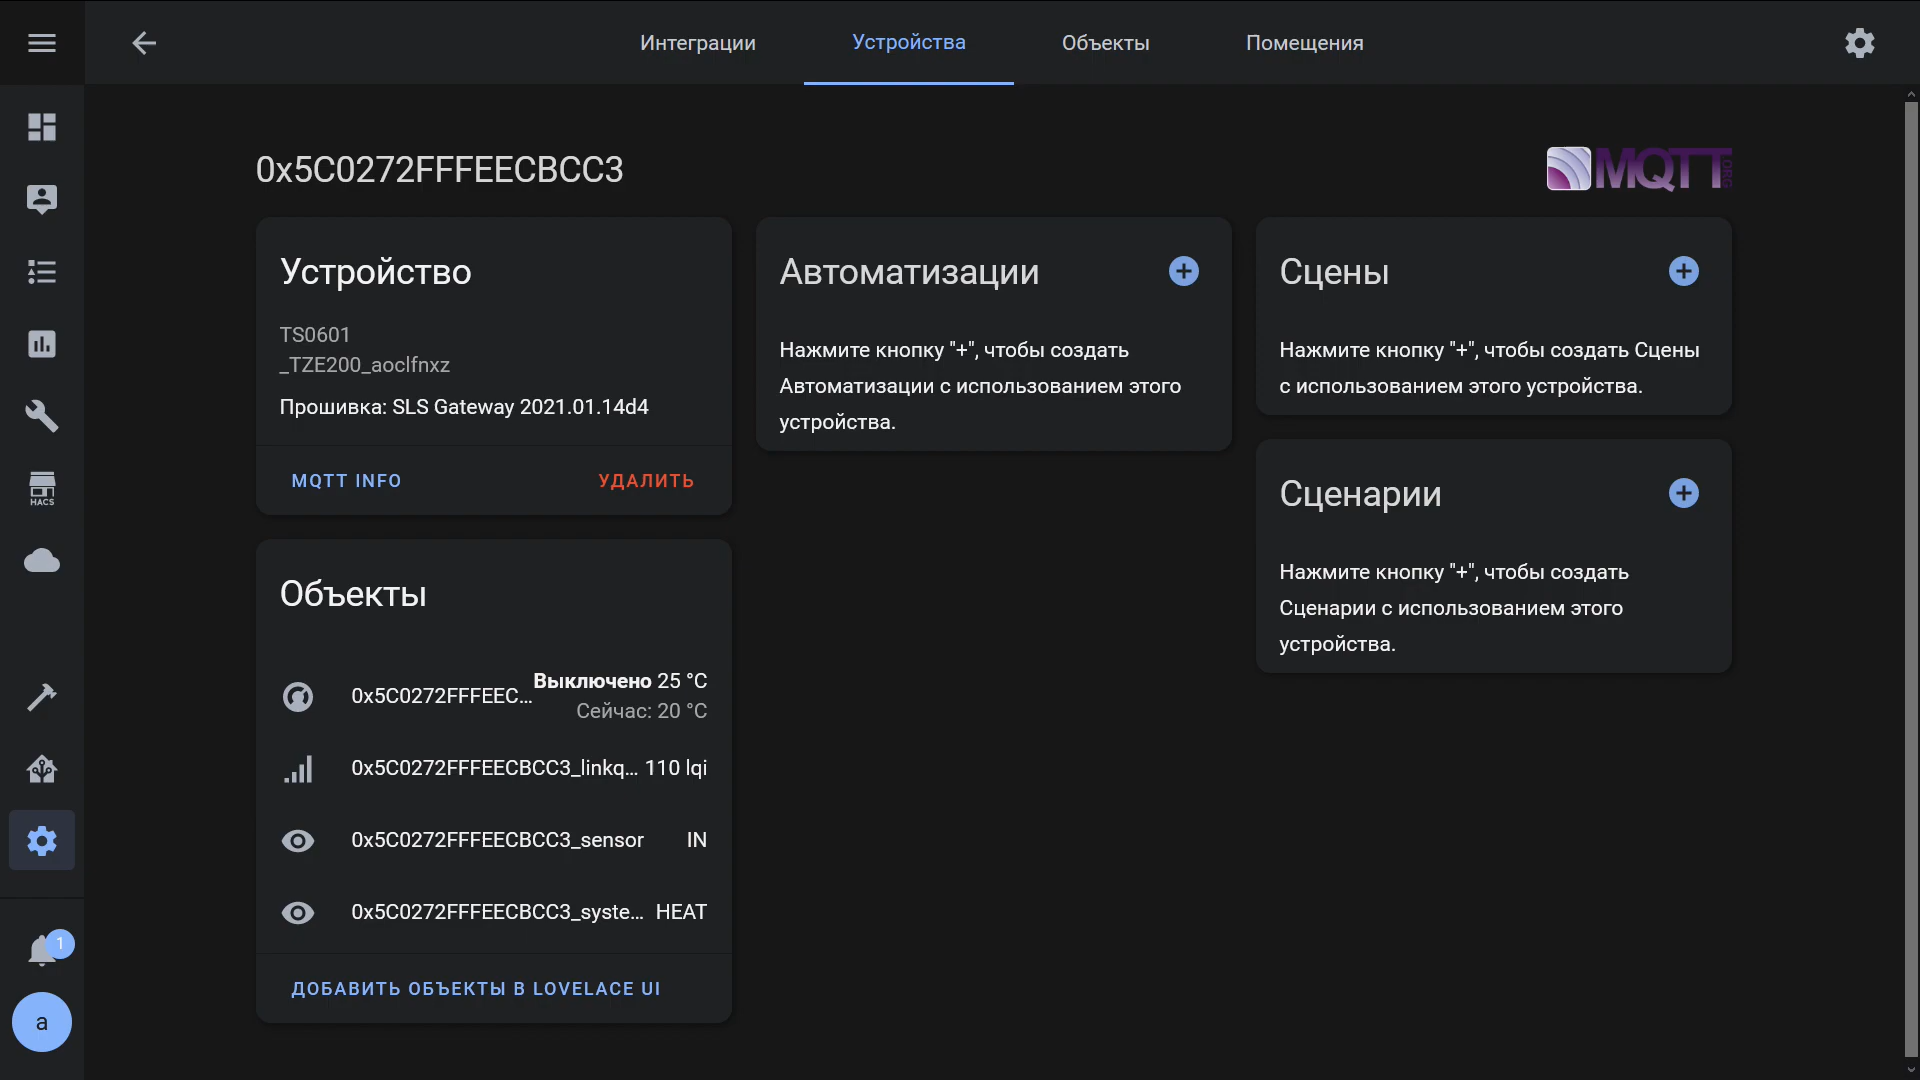 Интеграции
Устройства
Объекты
Помещения
0x5C0272FFFEECBCC3
MQTT.ORG
Устройство
TS0601
_TZE200_aoclfnxz
Прошивка: SLS Gateway 2021.01.14d4
MQTT INFO
УДАЛИТЬ
Автоматизации
Нажмите кнопку "+", чтобы создать
Автоматизации с использованием этого
устройства.
Сцены
Нажмите кнопку "+", чтобы создать Сцены
с использованием этого устройства.
Сценарии
Нажмите кнопку "+", чтобы создать
Сценарии с использованием этого
устройства.
Объекты
0x5C0272FFFEEC...
Выключено 25 °C
Сейчас: 20 °C
0x5C0272FFFEECBCC3_linkq... 110 lqi
0x5C0272FFFEECBCC3_sensor IN
0x5C0272FFFEECBCC3_syste... HEAT
ДОБАВИТЬ ОБЪЕКТЫ В LOVELACE UI
HACS
1
a